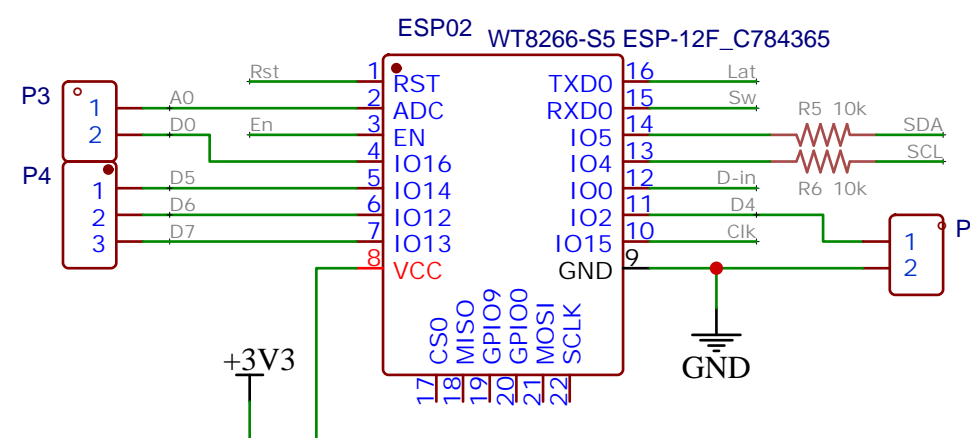 ESP02 WT8266-S5 ESP-12F_C784365
P3
1 A0
2 D0
P4
1 D5
2 D6
3 D7
Rst 1 RST
2 ADC
En 3 EN
4 IO16
5 IO14
6 IO12
7 IO13
8 VCC
TXD0 16 Lat
RXD0 15 Sw
IO5 14 R5 10k SDA
IO4 13 R6 10k SCL
IO0 12 D-in
IO2 11 D4
IO15 10 Clk
GND 9
P
1
2
CS0 MISO GPIO9 GPIO0 MOSI SCLK
17 18 19 20 21 22
+3V3
GND